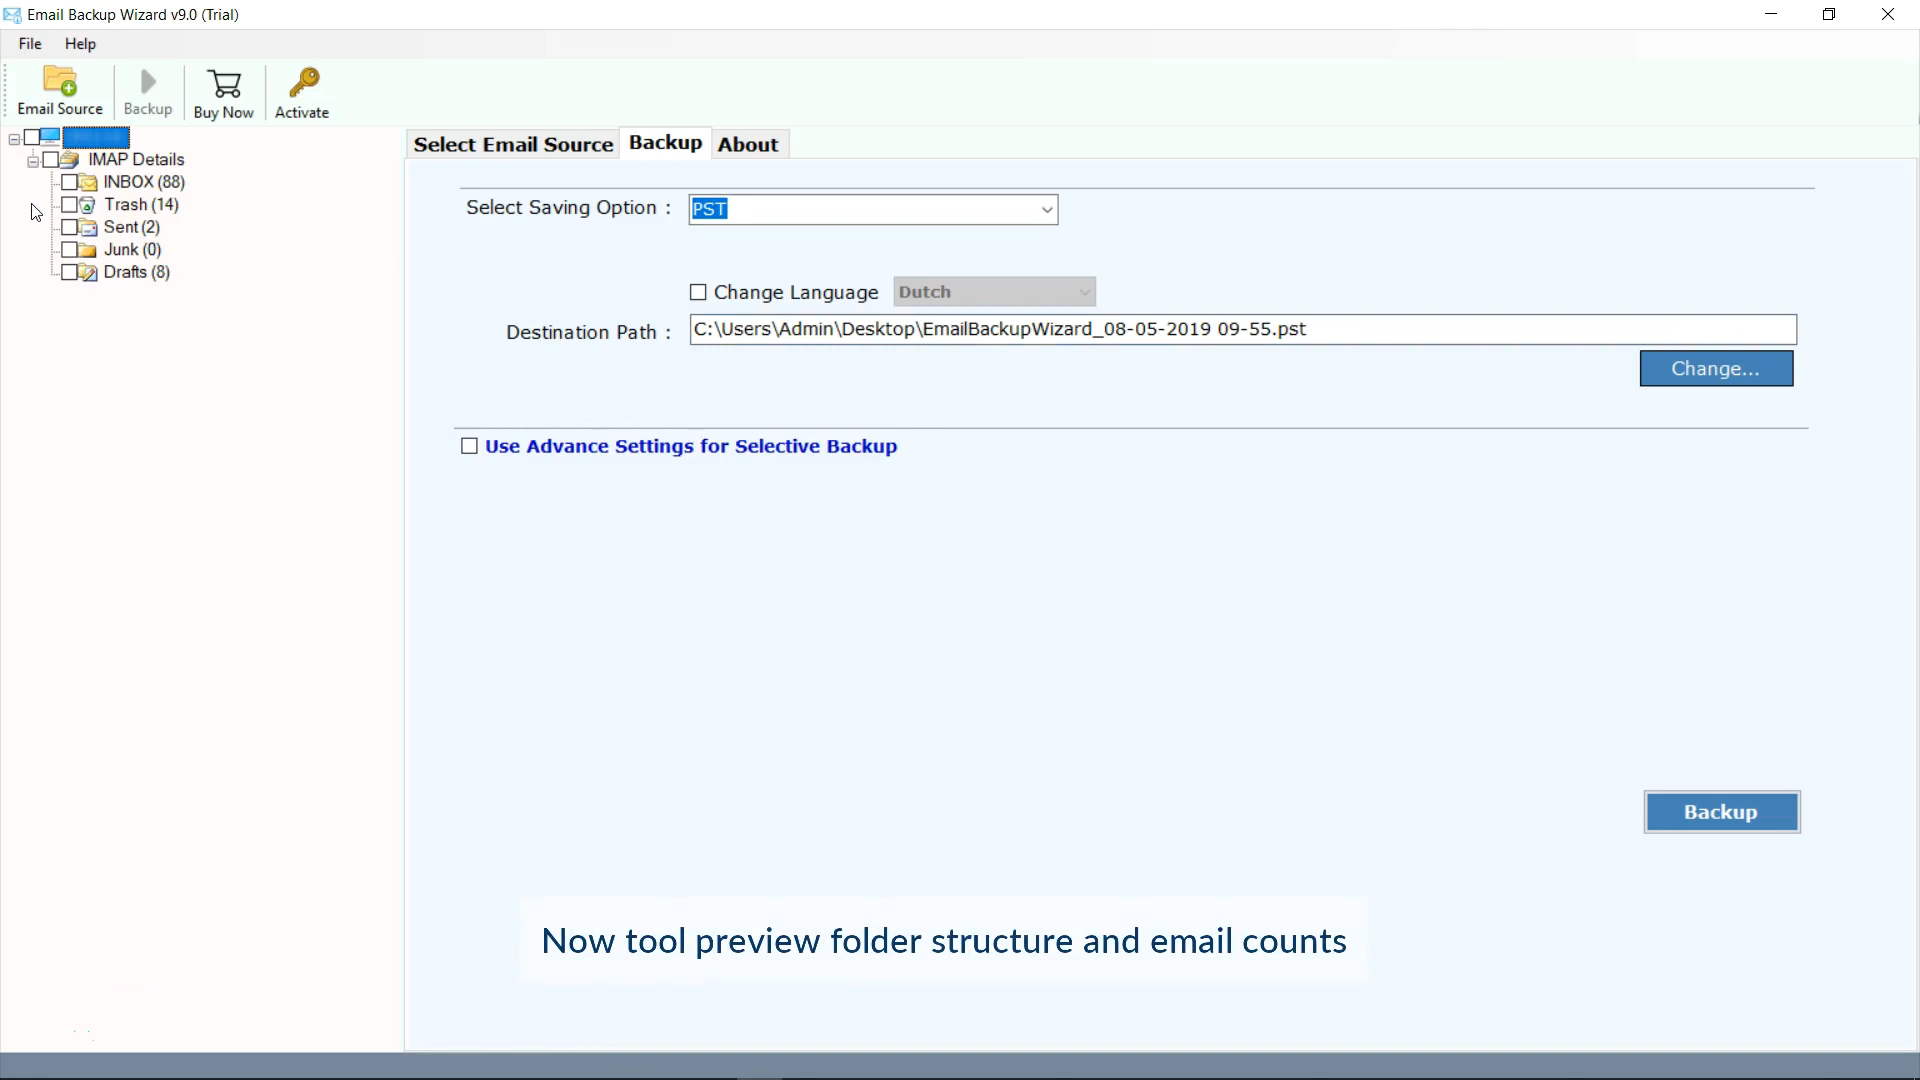 Email Backup Wizard v9.0 (Trial)
File Help
Email Source Backup Buy Now Activate
IMAP Details
INBOX (88)
Trash (14)
Sent (2)
Junk (0)
Drafts (8)
Select Email Source Backup About
Select Saving Option : PST
Change Language Dutch
Destination Path : C:\Users\Admin\Desktop\EmailBackupWizard_08-05-2019 09-55.pst
Change...
Use Advance Settings for Selective Backup
Backup
Now tool preview folder structure and email counts